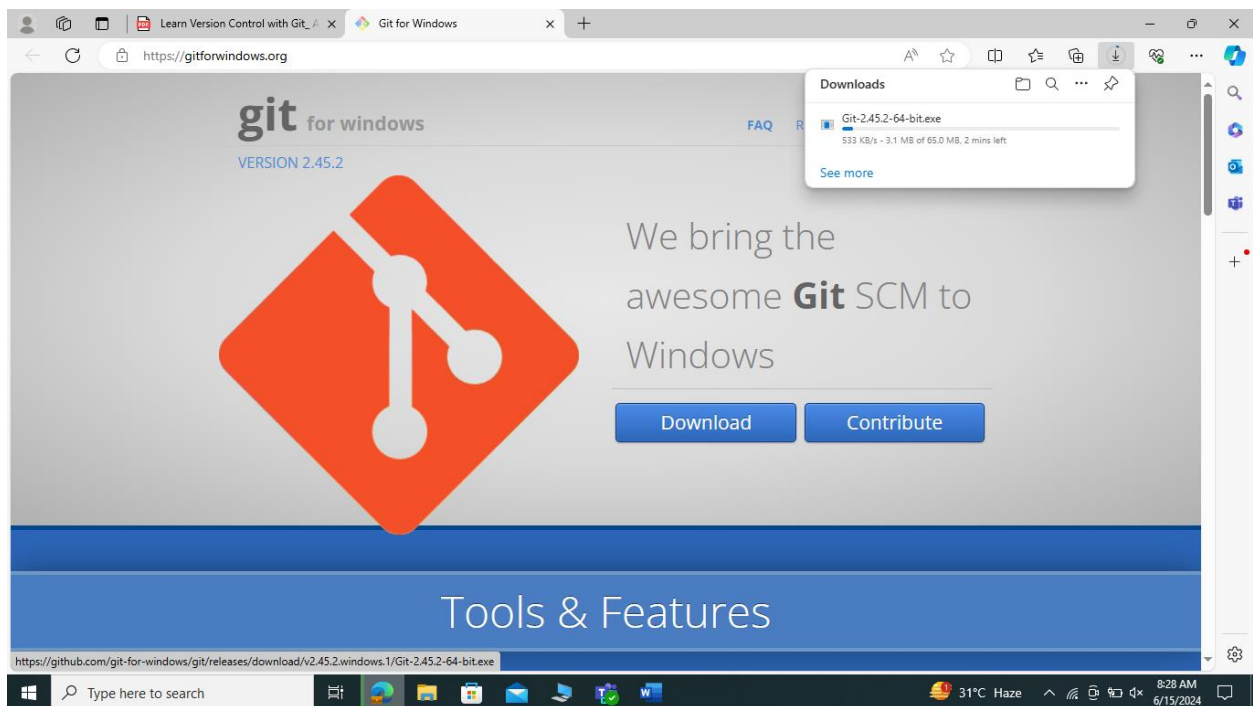 Learn Version Control with Git_ A
Git for Windows
https://gitforwindows.org
Downloads
Git-2.45.2-64-bit.exe
533 KB/s - 3.1 MB of 65.0 MB, 2 mins left
See more
git for windows
FAQ R
VERSION 2.45.2
We bring the
awesome Git SCM to
Windows
Download Contribute
Tools & Features
https://github.com/git-for-windows/git/releases/download/v2.45.2.windows.1/Git-2.45.2-64-bit.exe
Type here to search
31°C Haze
8:28 AM
6/15/2024